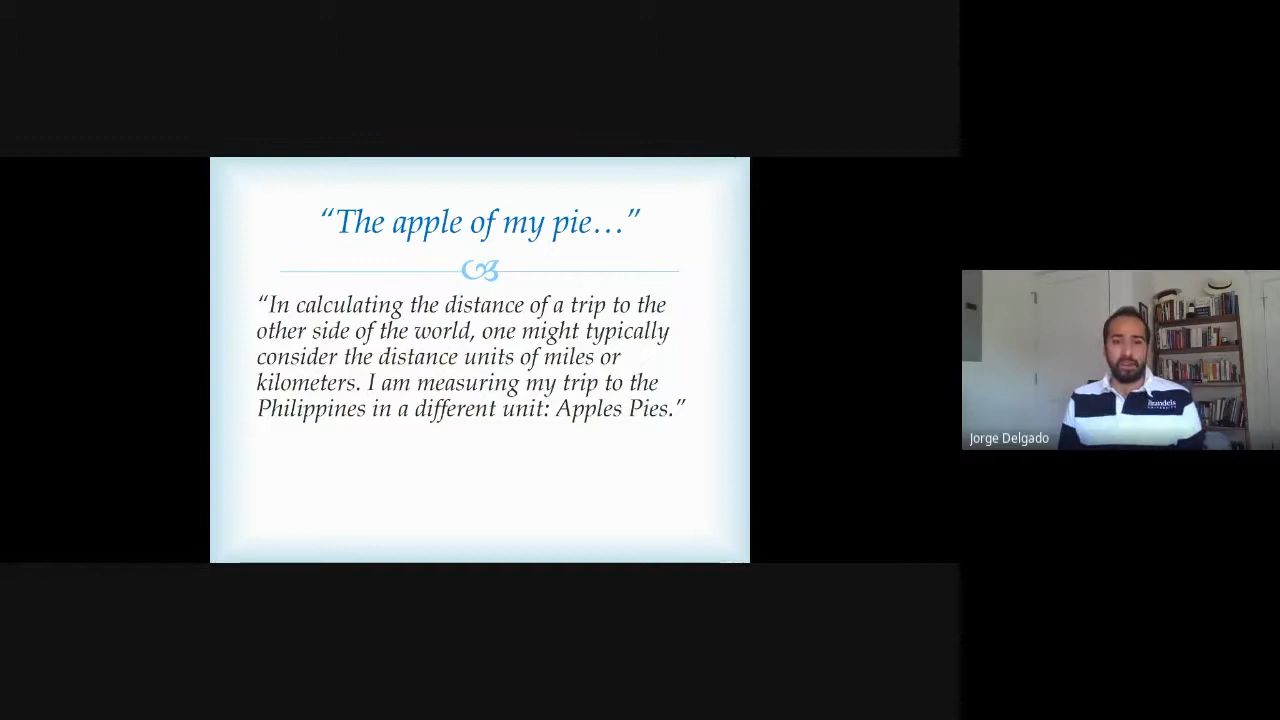 “The apple of my pie…”
“In calculating the distance of a trip to the
other side of the world, one might typically
consider the distance units of miles or
kilometers. I am measuring my trip to the
Philippines in a different unit: Apples Pies.”
Brandeis
UNIVERSITY
Jorge Delgado